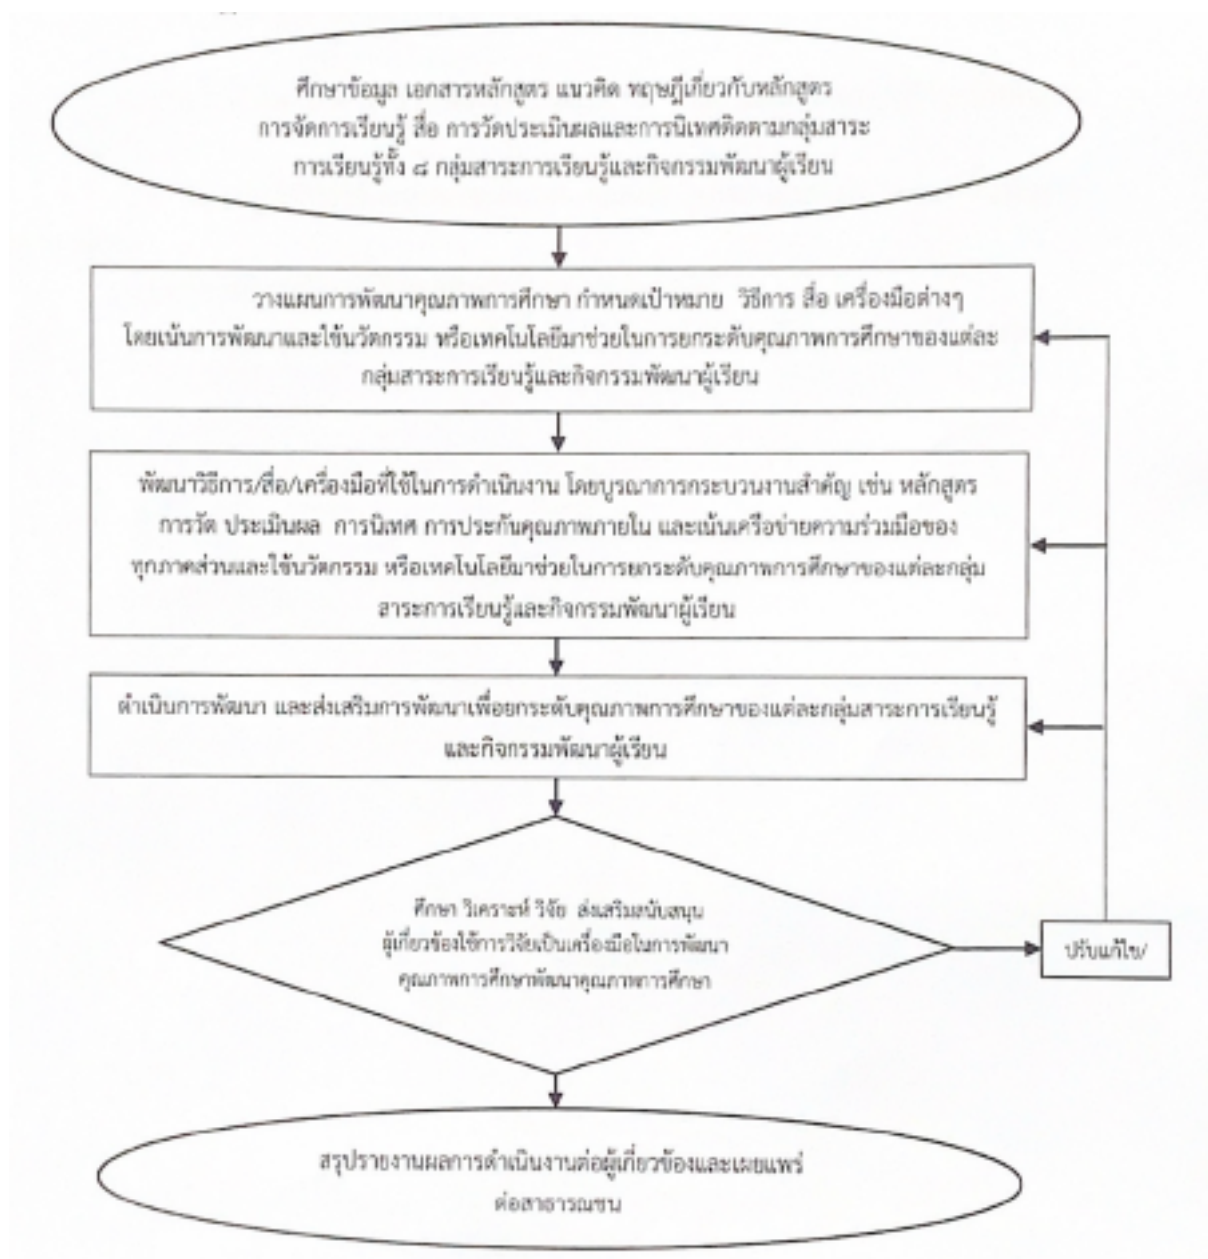 ศึกษาข้อมูล เอกสารหลักสูตร แนวคิด ทฤษฎีเกี่ยวกับหลักสูตร
การจัดการเรียนรู้ สื่อ การวัดประเมินผลและการนิเทศติดตามกลุ่มสาระ
การเรียนรู้ทั้ง ๘ กลุ่มสาระการเรียนรู้และกิจกรรมพัฒนาผู้เรียน
วางแผนการพัฒนาคุณภาพการศึกษา กำหนดเป้าหมาย วิธีการ สื่อ เครื่องมือต่างๆ
โดยเน้นการพัฒนาและใช้นวัตกรรม หรือเทคโนโลยีมาช่วยในการยกระดับคุณภาพการศึกษาของแต่ละ
กลุ่มสาระการเรียนรู้และกิจกรรมพัฒนาผู้เรียน
พัฒนาวิธีการ/สื่อ/เครื่องมือที่ใช้ในการดำเนินงาน โดยบูรณาการกระบวนงานสำคัญ เช่น หลักสูตร
การวัด ประเมินผล การนิเทศ การประกันคุณภาพภายใน และเน้นเครือข่ายความร่วมมือของ
ทุกภาคส่วนและใช้นวัตกรรม หรือเทคโนโลยีมาช่วยในการยกระดับคุณภาพการศึกษาของแต่ละกลุ่ม
สาระการเรียนรู้และกิจกรรมพัฒนาผู้เรียน
ดำเนินการพัฒนา และส่งเสริมการพัฒนาเพื่อยกระดับคุณภาพการศึกษาของแต่ละกลุ่มสาระการเรียนรู้
และกิจกรรมพัฒนาผู้เรียน
ศึกษา วิเคราะห์ วิจัย ส่งเสริมสนับสนุน
ผู้เกี่ยวข้องใช้การวิจัยเป็นเครื่องมือในการพัฒนา
คุณภาพการศึกษาพัฒนาคุณภาพการศึกษา
ปรับแก้ไข/
สรุปรายงานผลการดำเนินงานต่อผู้เกี่ยวข้องและเผยแพร่
ต่อสาธารณชน